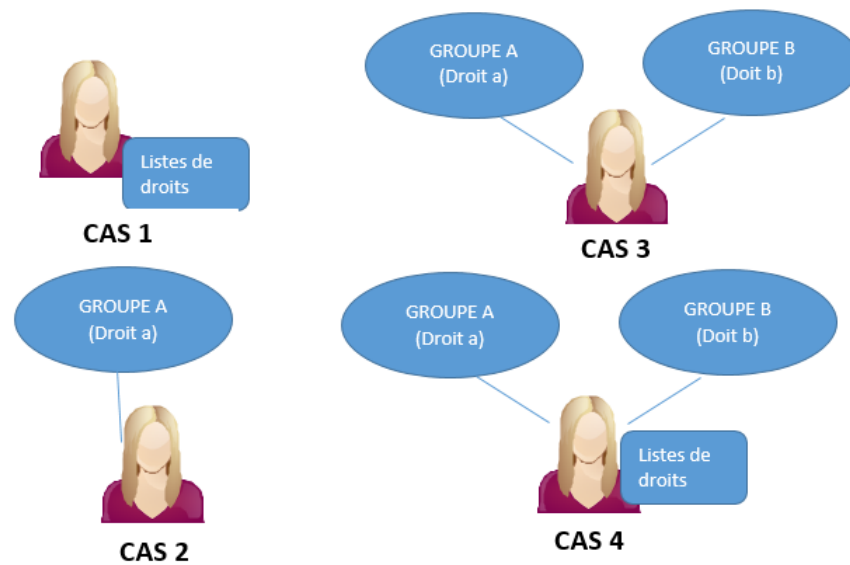 Listes de
droits
CAS 1
GROUPE A
(Droit a)
CAS 2
GROUPE A
(Droit a)
GROUPE B
(Doit b)
CAS 3
GROUPE A
(Droit a)
GROUPE B
(Doit b)
Listes de
droits
CAS 4